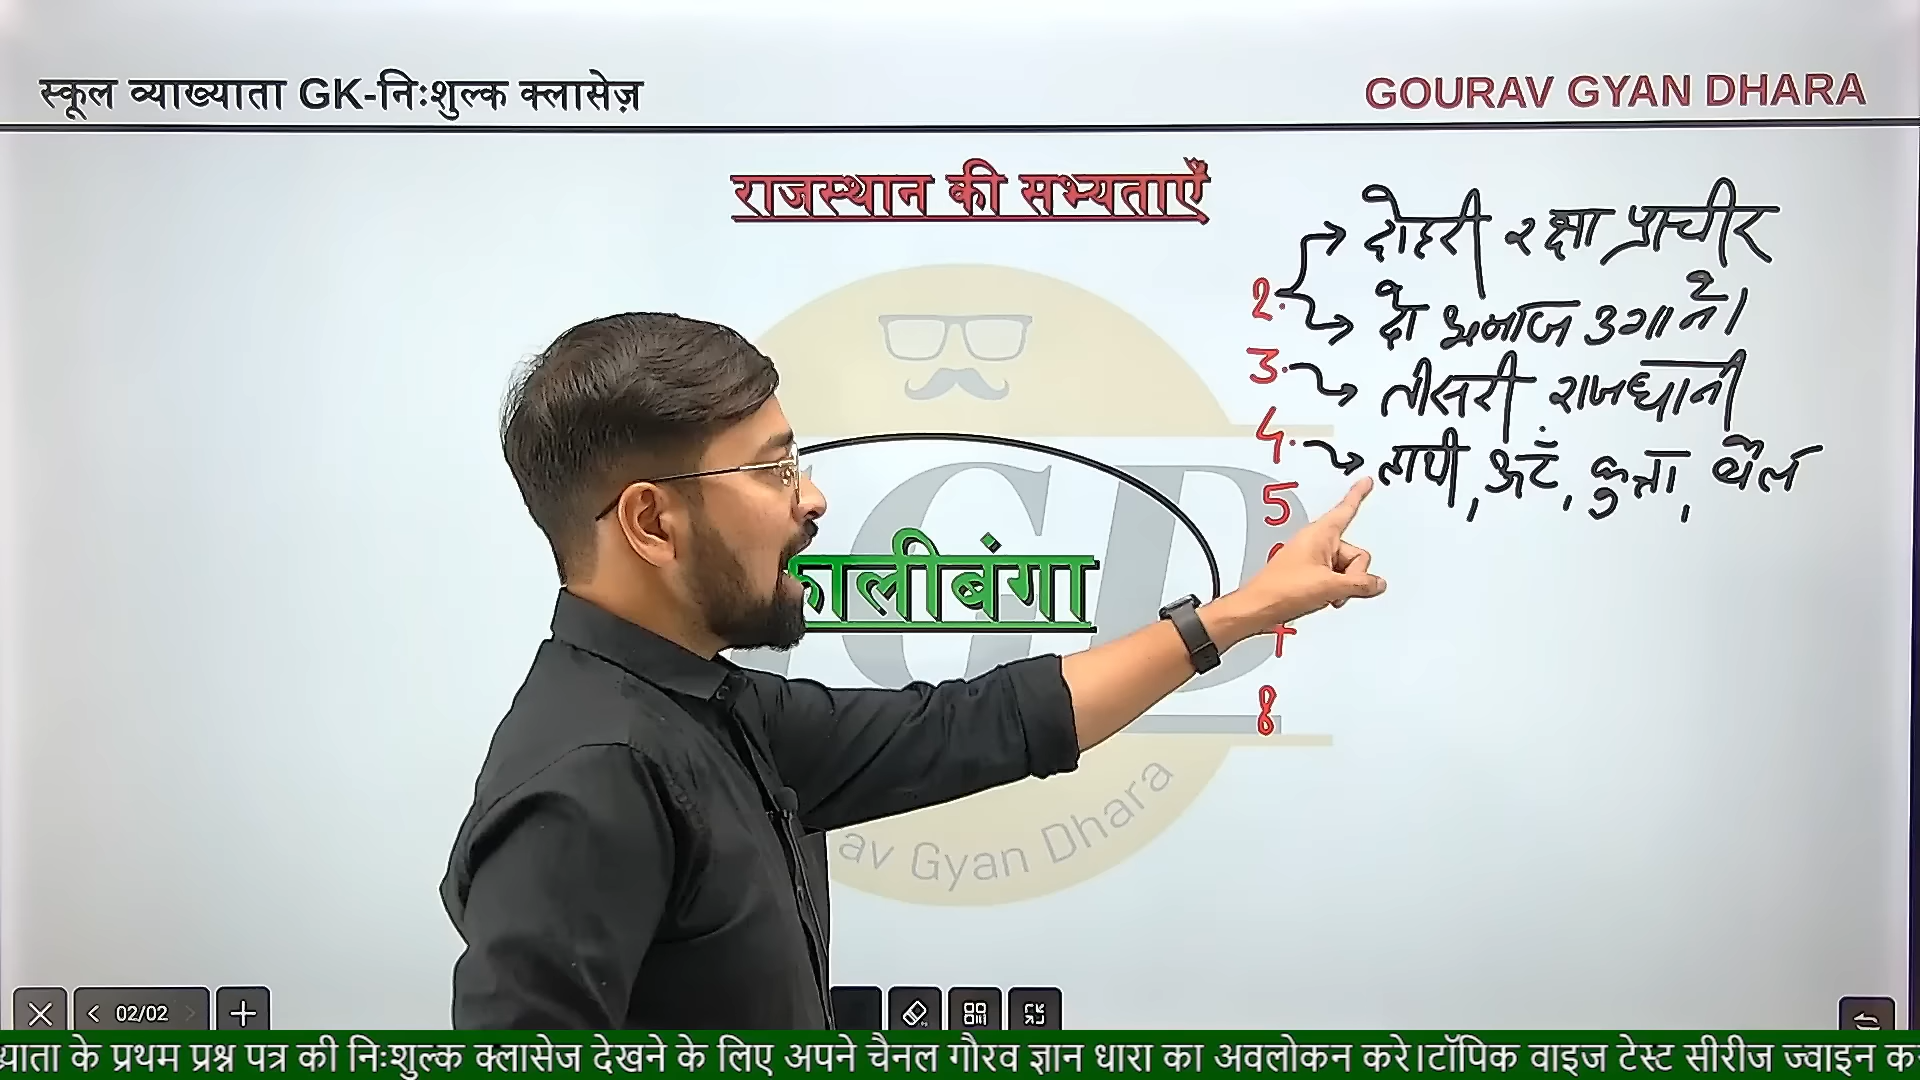 स्कूल व्याख्याता GK-निःशुल्क क्लासेज़
GOURAV GYAN DHARA
राजस्थान की सभ्यताएँ
दोहरी रक्षा प्राचीर
2. दो अनाज उगाने।
3. तीसरी राजधानी
4. हाथी, ऊँट, कुत्ता, बैल
5
कालीबंगा
7
8
av Gyan Dhara
02/02
के प्रथम प्रश्न पत्र की निःशुल्क क्लासेज देखने के लिए अपने चैनल गौरव ज्ञान धारा का अवलोकन करे।टॉपिक वाइज टेस्ट सीरीज ज्वाइन